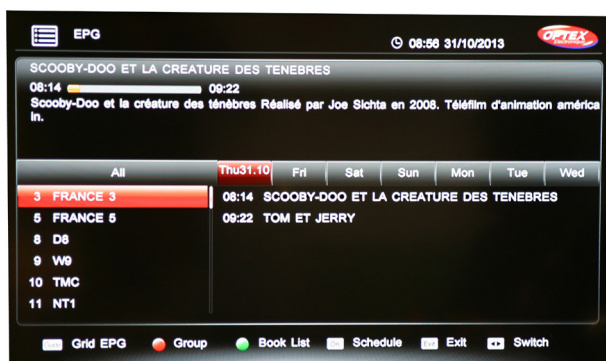 EPG
08:56 31/10/2013
OPTEX
SCOOBY-DOO ET LA CREATURE DES TENEBRES
08:14 09:22
Scooby-Doo et la créature des ténèbres Réalisé par Joe Sichta en 2008. Téléfilm d'animation américa
in.
All Thu31.10 Fri Sat Sun Mon Tue Wed
3 FRANCE 3 08:14 SCOOBY-DOO ET LA CREATURE DES TENEBRES
5 FRANCE 5 09:22 TOM ET JERRY
8 D8
9 W9
10 TMC
11 NT1
Grid EPG Group Book List Schedule Exit Exit Switch